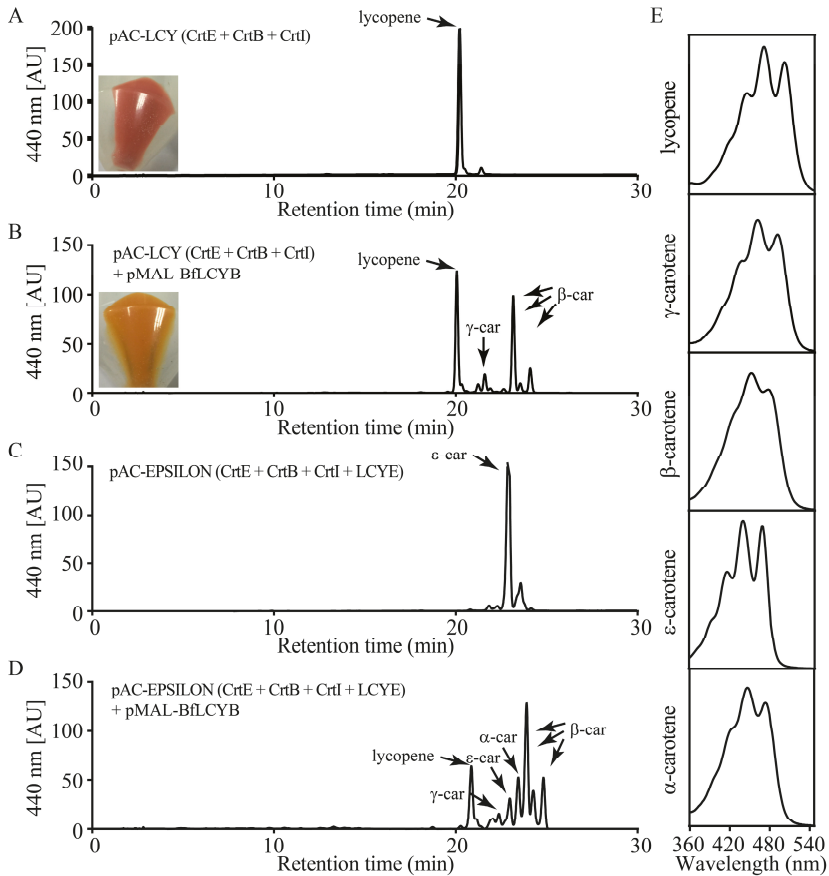 A
pAC-LCY (CrtE + CrtB + CrtI)
lycopene
440 nm [AU]
200
150
100
50
0
0
10
20
30
Retention time (min)
B
pAC-LCY (CrtE + CrtB + CrtI)
+ pMAL-BfLCYB
lycopene
γ-car
β-car
440 nm [AU]
150
100
50
0
0
10
20
30
Retention time (min)
C
pAC-EPSILON (CrtE + CrtB + CrtI + LCYE)
ε-car
440 nm [AU]
150
100
50
0
0
10
20
30
Retention time (min)
D
pAC-EPSILON (CrtE + CrtB + CrtI + LCYE)
+ pMAL-BfLCYB
lycopene
γ-car
ε-car
α-car
β-car
440 nm [AU]
150
100
50
0
0
10
20
30
Retention time (min)
E
lycopene
γ-carotene
β-carotene
ε-carotene
α-carotene
360 420 480 540
Wavelength (nm)